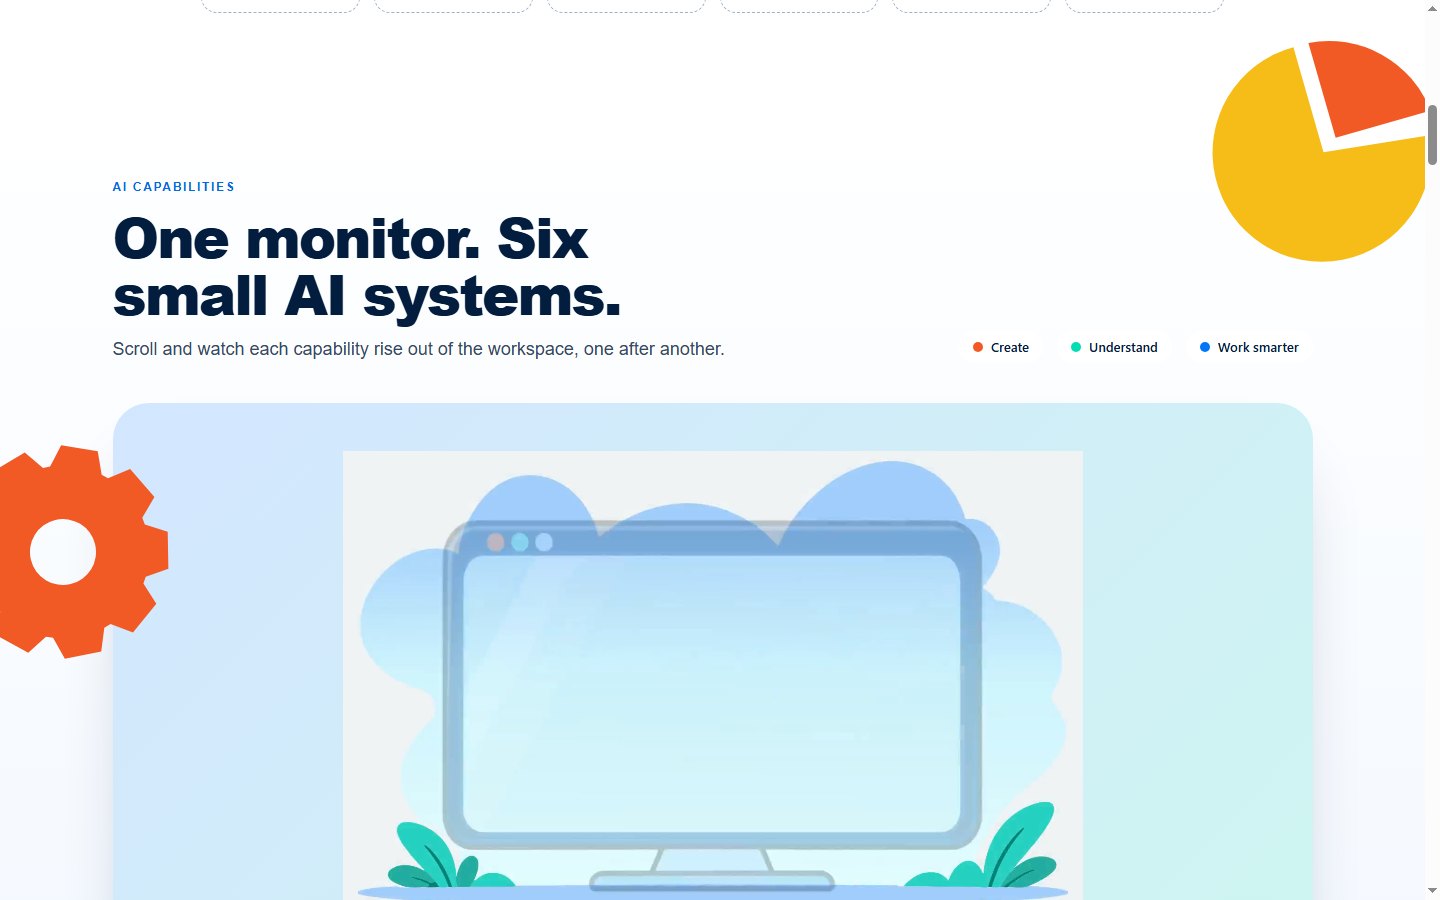 AI CAPABILITIES
One monitor. Six
small AI systems.
Scroll and watch each capability rise out of the workspace, one after another.
Create
Understand
Work smarter